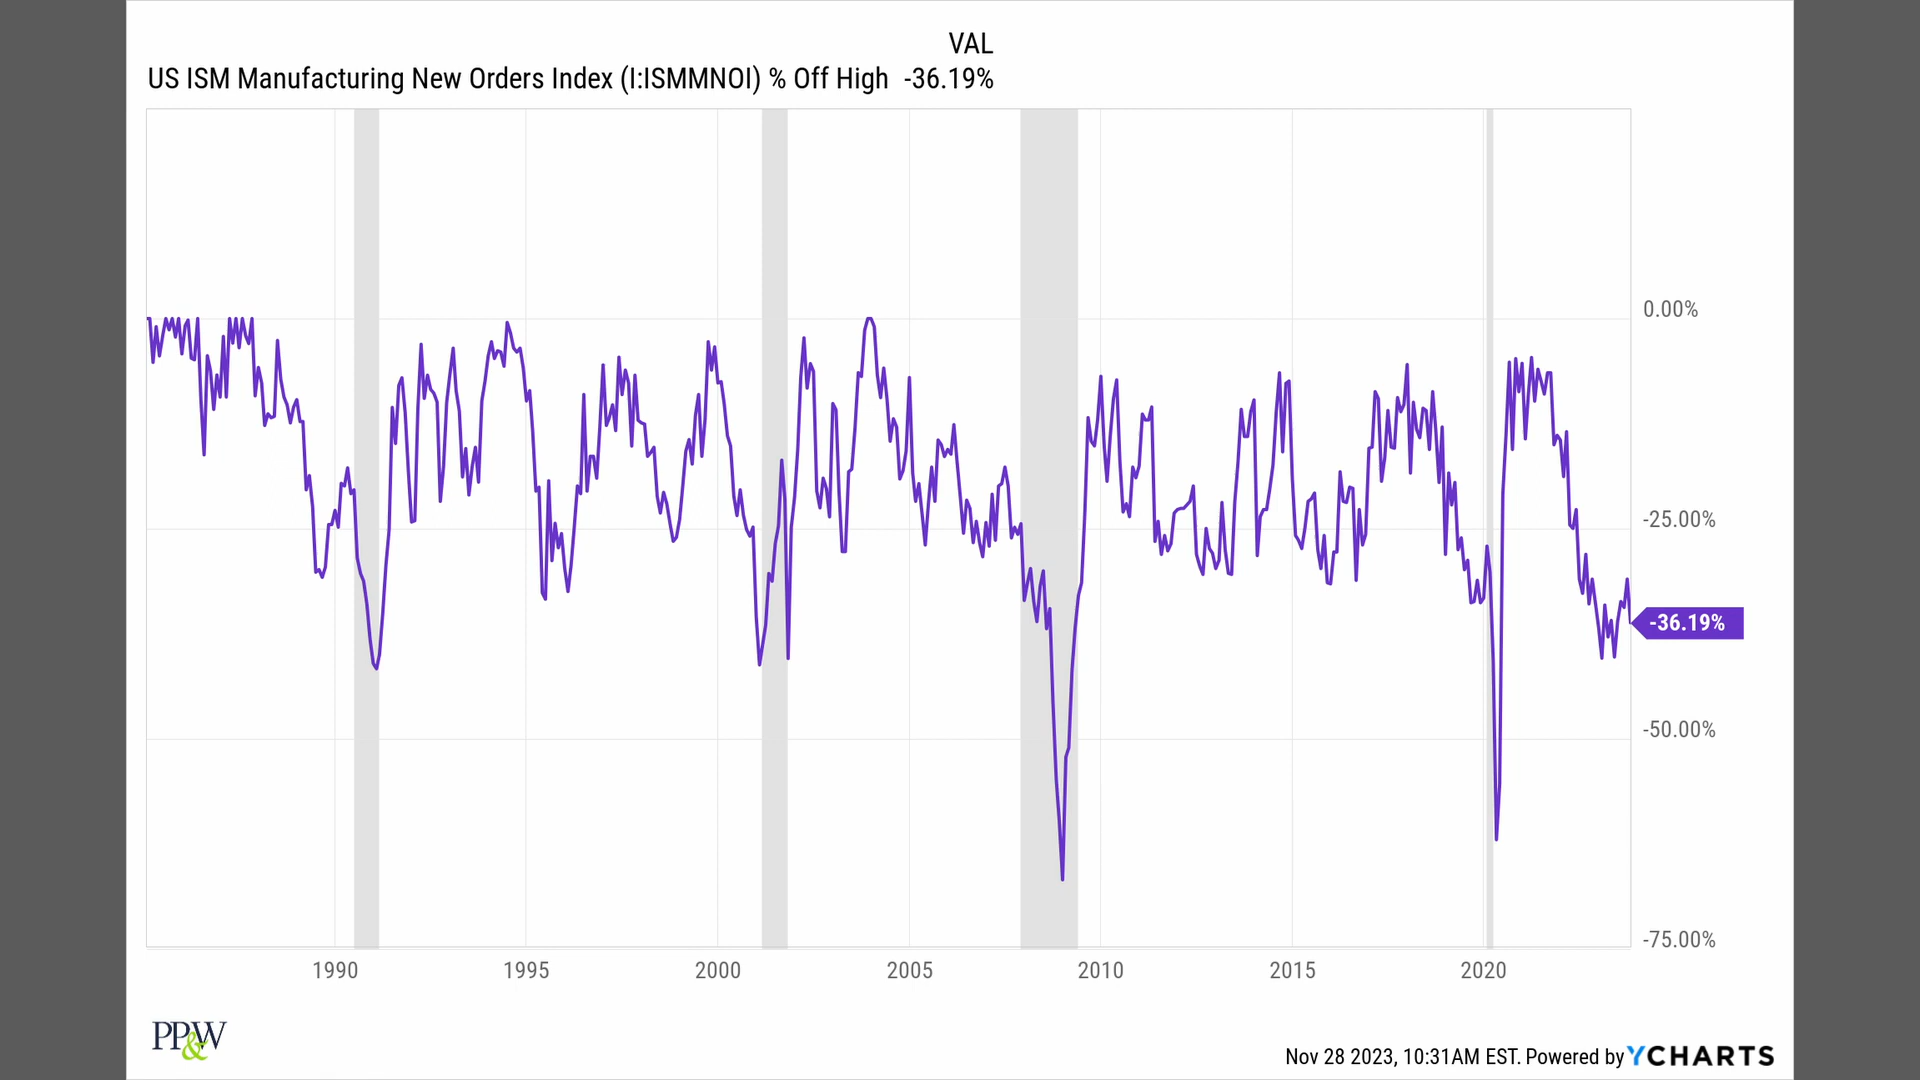 VAL
US ISM Manufacturing New Orders Index (I:ISMMNOI) % Off High -36.19%
0.00%
-25.00%
-36.19%
-50.00%
-75.00%
1990 1995 2000 2005 2010 2015 2020
PP&W
Nov 28 2023, 10:31AM EST. Powered by YCHARTS